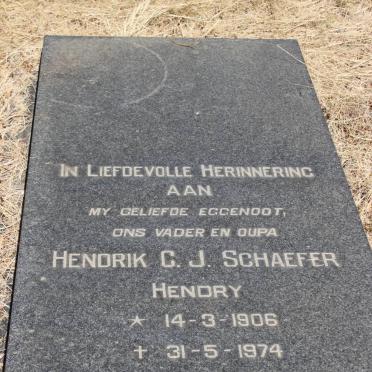 In Liefdevolle Herinnering
aan
my geliefde eggenoot,
ons vader en oupa
Hendrik C. J. Schaefer
Hendry
* 14-3-1906
† 31-5-1974